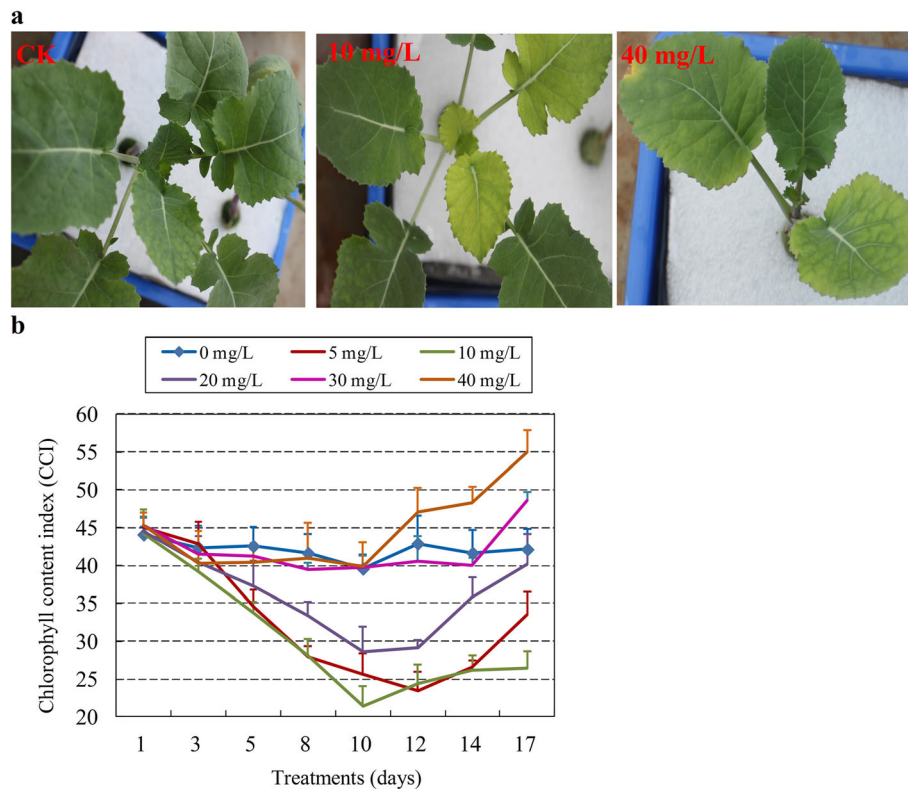 a
CK
10 mg/L
40 mg/L
b
0 mg/L 5 mg/L 10 mg/L
20 mg/L 30 mg/L 40 mg/L
Chlorophyll content index (CCI)
60
55
50
45
40
35
30
25
20
1 3 5 8 10 12 14 17
Treatments (days)